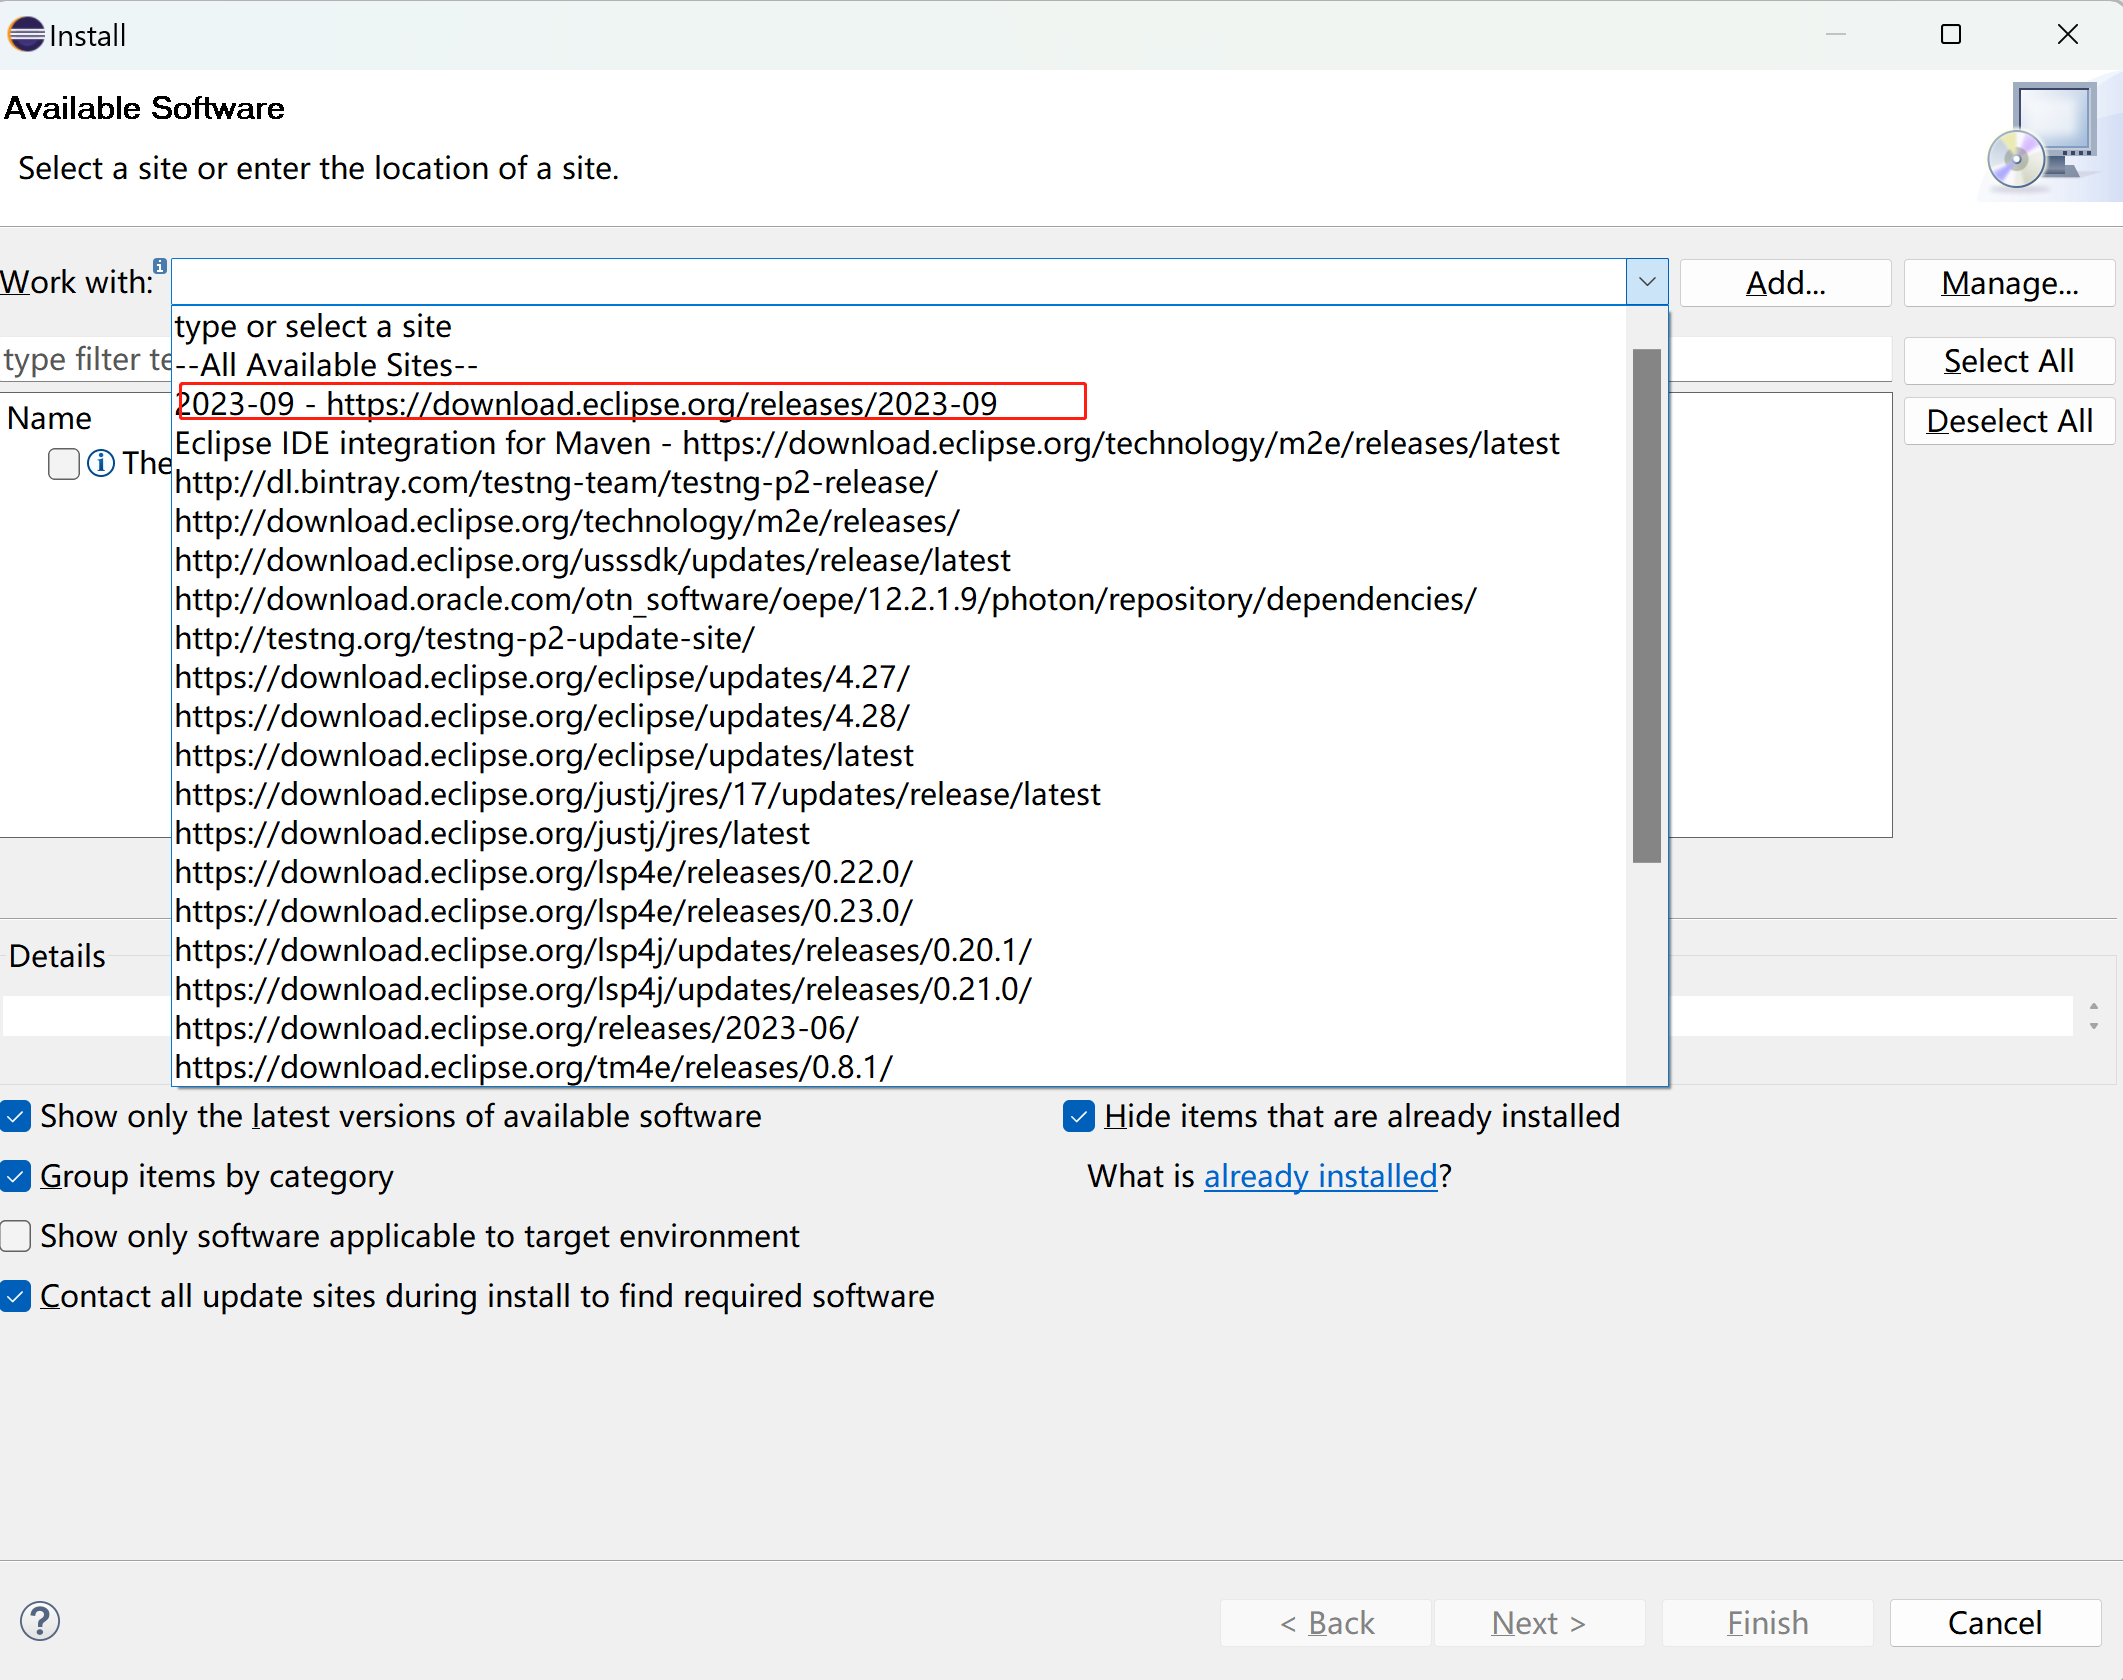 Install
Available Software
Select a site or enter the location of a site.
Work with:
Add...
Manage...
type or select a site
--All Available Sites--
2023-09 - https://download.eclipse.org/releases/2023-09
Eclipse IDE integration for Maven - https://download.eclipse.org/technology/m2e/releases/latest
http://dl.bintray.com/testng-team/testng-p2-release/
http://download.eclipse.org/technology/m2e/releases/
http://download.eclipse.org/usssdk/updates/release/latest
http://download.oracle.com/otn_software/oepe/12.2.1.9/photon/repository/dependencies/
http://testng.org/testng-p2-update-site/
https://download.eclipse.org/eclipse/updates/4.27/
https://download.eclipse.org/eclipse/updates/4.28/
https://download.eclipse.org/eclipse/updates/latest
https://download.eclipse.org/justj/jres/17/updates/release/latest
https://download.eclipse.org/justj/jres/latest
https://download.eclipse.org/lsp4e/releases/0.22.0/
https://download.eclipse.org/lsp4e/releases/0.23.0/
https://download.eclipse.org/lsp4j/updates/releases/0.20.1/
https://download.eclipse.org/lsp4j/updates/releases/0.21.0/
https://download.eclipse.org/releases/2023-06/
https://download.eclipse.org/tm4e/releases/0.8.1/
type filter te
Select All
Name
Deselect All
The
Details
Show only the latest versions of available software
Hide items that are already installed
Group items by category
What is already installed?
Show only software applicable to target environment
Contact all update sites during install to find required software
?
< Back
Next >
Finish
Cancel